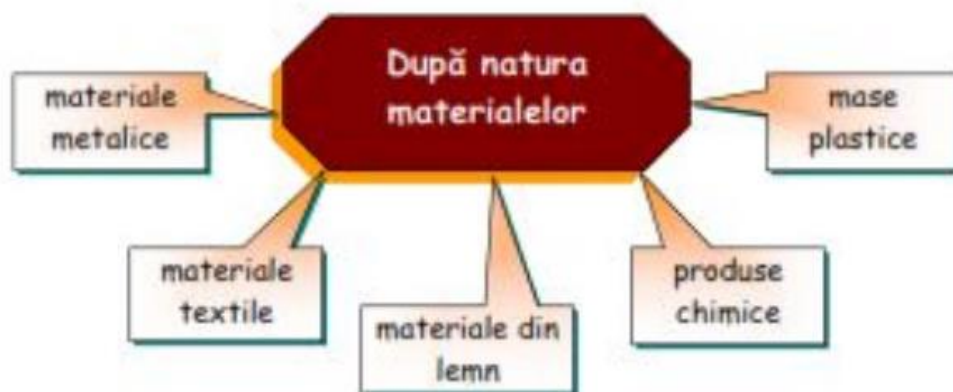 După natura
materialelor
materiale
metalice
mase
plastice
materiale
textile
materiale din
lemn
produse
chimice